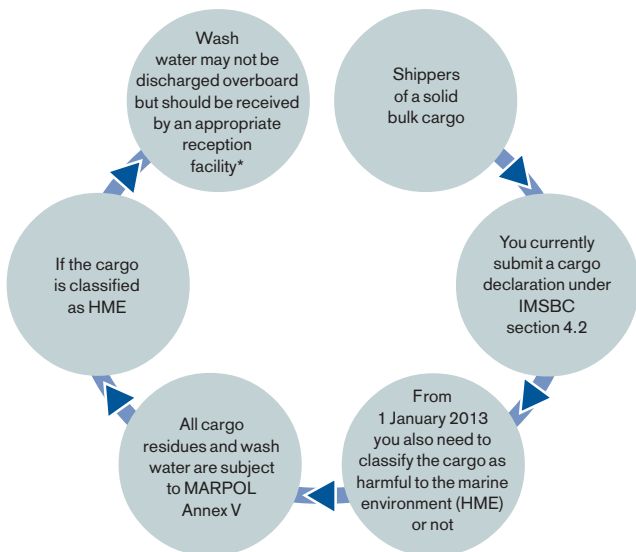 Shippers
of a solid
bulk cargo
You currently
submit a cargo
declaration under
IMSBC
section 4.2
From
1 January 2013
you also need to
classify the cargo as
harmful to the marine
environment (HME)
or not
All cargo
residues and wash
water are subject
to MARPOL
Annex V
If the cargo
is classified
as HME
Wash
water may not be
discharged overboard
but should be received
by an appropriate
reception
facility*